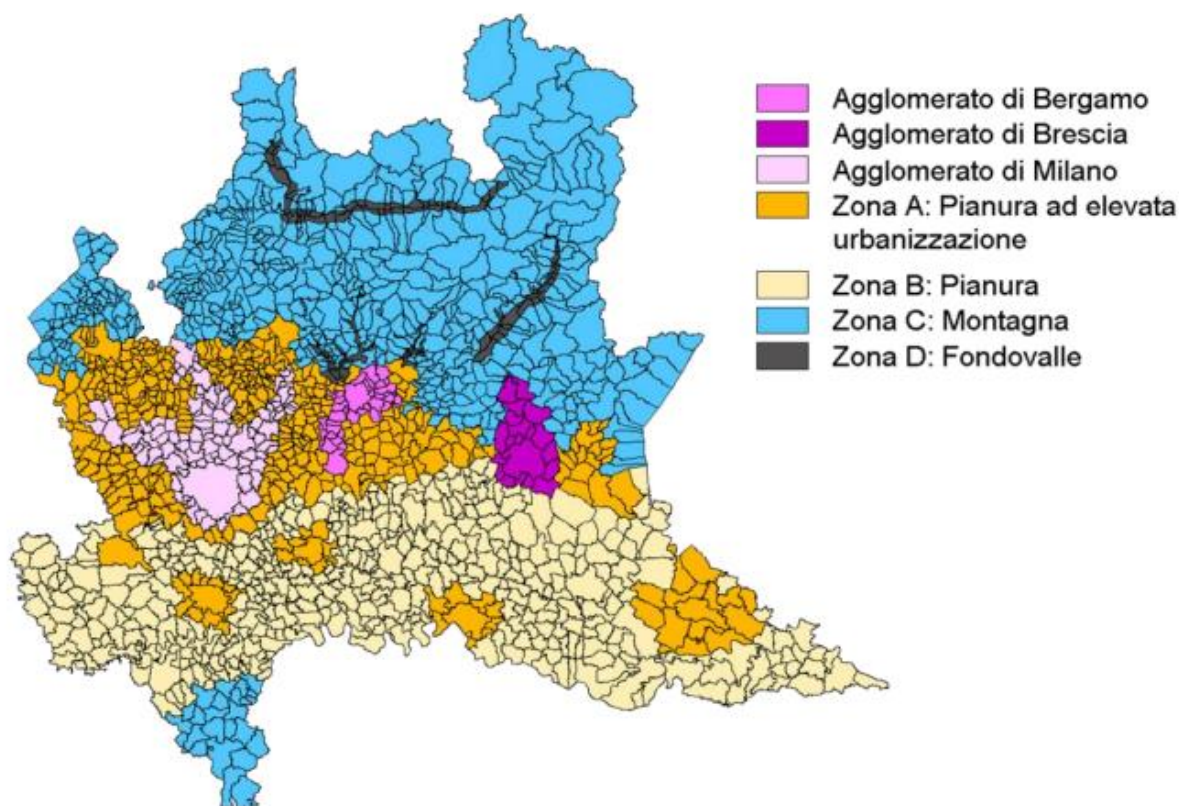 Agglomerato di Bergamo
Agglomerato di Brescia
Agglomerato di Milano
Zona A: Pianura ad elevata
urbanizzazione
Zona B: Pianura
Zona C: Montagna
Zona D: Fondovalle